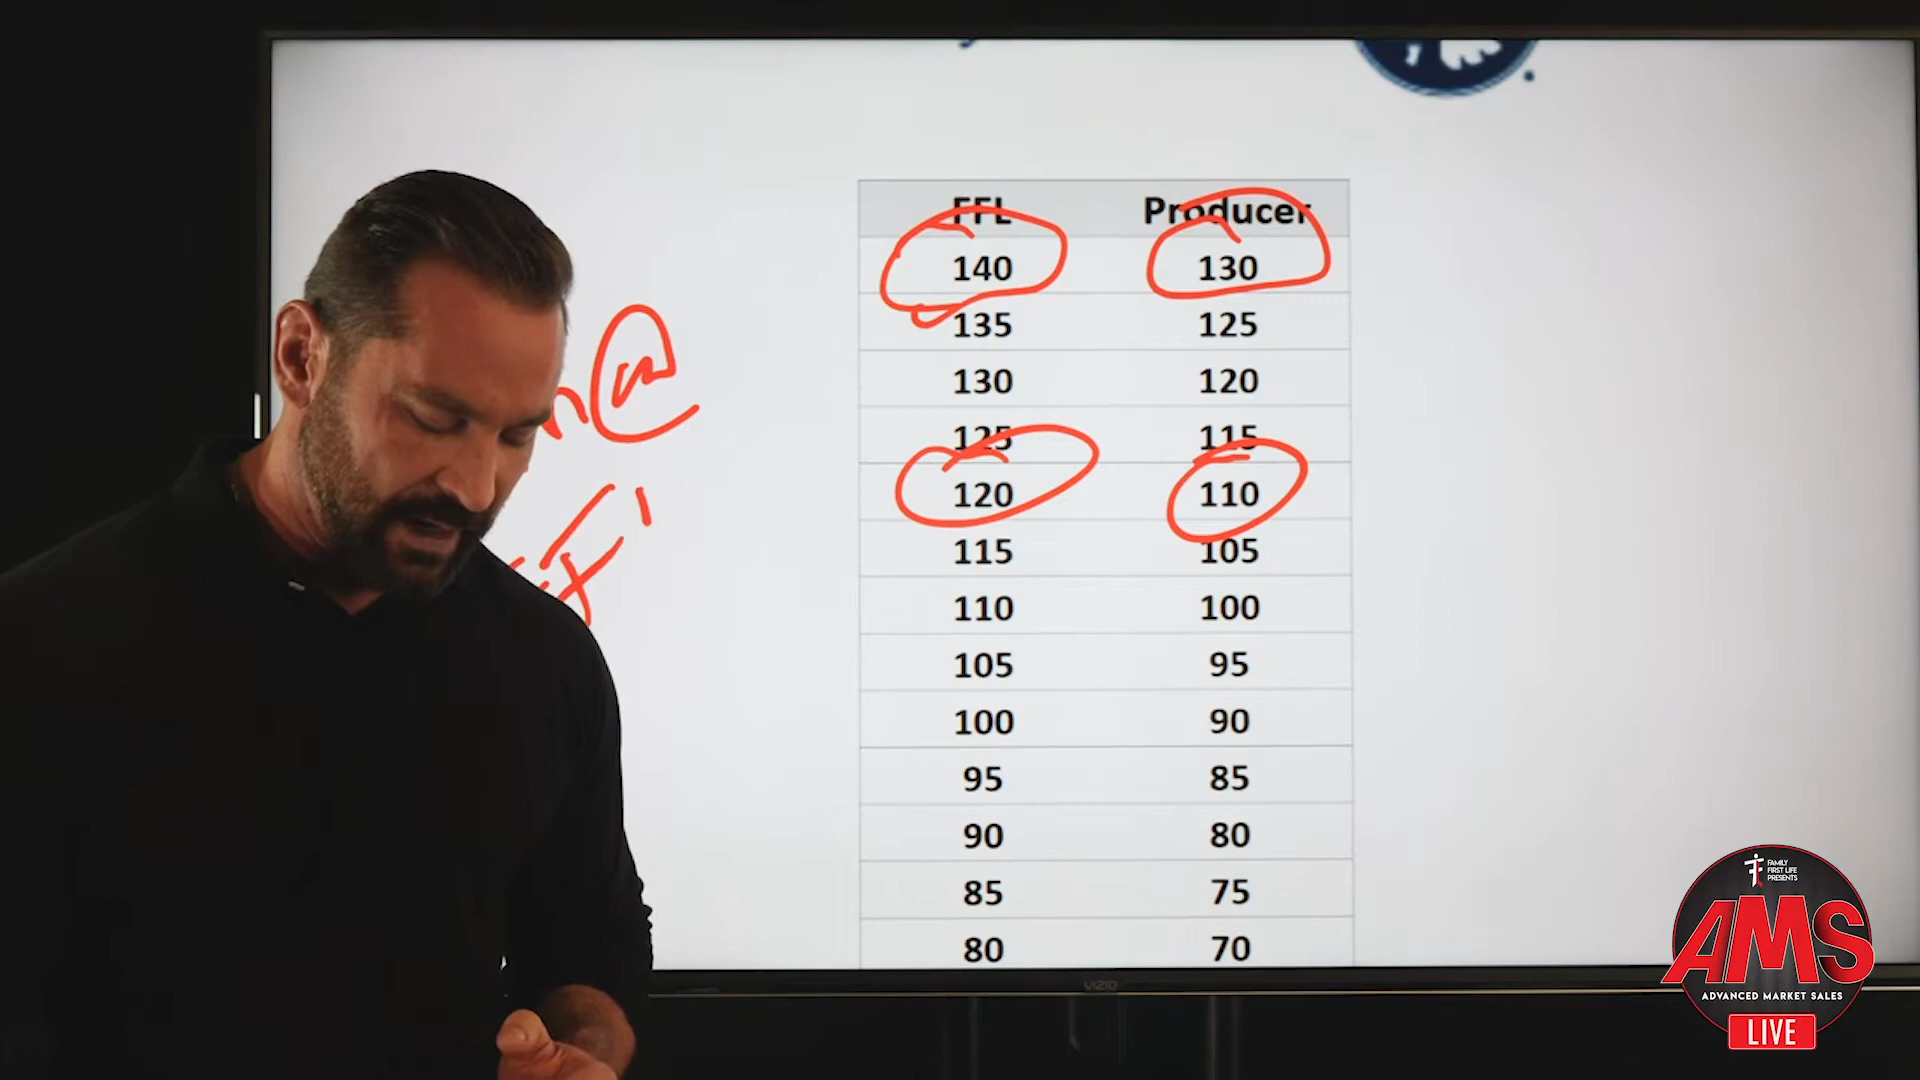 FFL Producer
140 130
135 125
130 120
125 115
120 110
115 105
110 100
105 95
100 90
95 85
90 80
85 75
80 70
VIZIO
FAMILY
FIRST LIFE
PRESENTS
AMS
ADVANCED MARKET SALES
LIVE